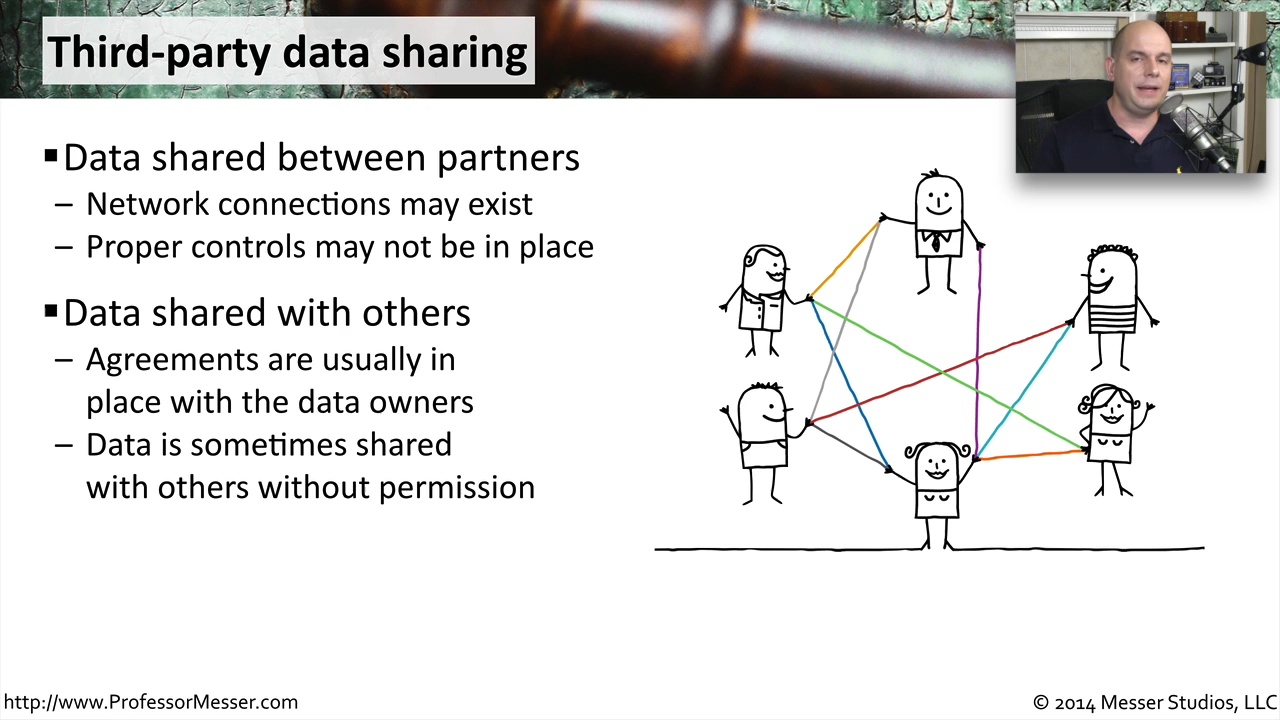 Third-party data sharing
▪Data shared between partners
– Network connections may exist
– Proper controls may not be in place
▪Data shared with others
– Agreements are usually in
place with the data owners
– Data is sometimes shared
with others without permission
http://www.ProfessorMesser.com
© 2014 Messer Studios, LLC